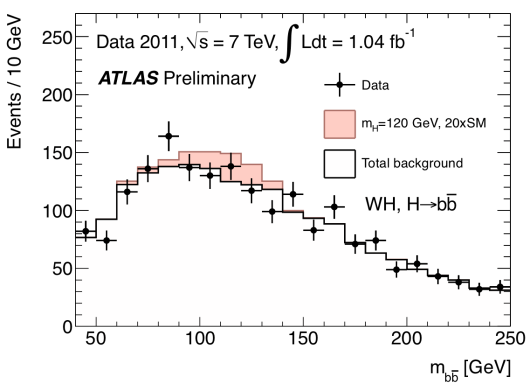 Events / 10 GeV
250
200
150
100
50
0
Data 2011, √s = 7 TeV, ∫ Ldt = 1.04 fb⁻¹
ATLAS Preliminary
Data
m_H=120 GeV, 20xSM
Total background
WH, H→bb̅
50 100 150 200 250
m_bb̅ [GeV]